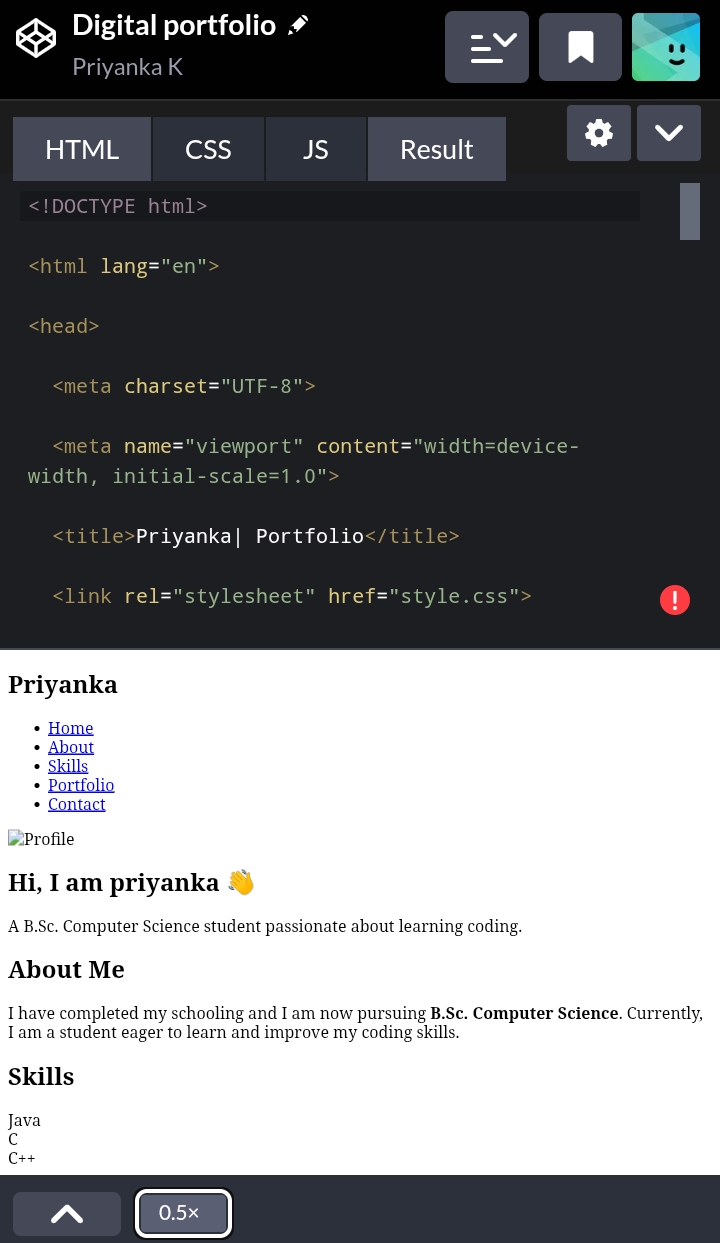 Digital portfolio
Priyanka K
HTML CSS JS Result
<!DOCTYPE html>
<html lang="en">
<head>
<meta charset="UTF-8">
<meta name="viewport" content="width=device-
width, initial-scale=1.0">
<title>Priyanka| Portfolio</title>
<link rel="stylesheet" href="style.css">
Priyanka
Home
About
Skills
Portfolio
Contact
Profile
Hi, I am priyanka 👋
A B.Sc. Computer Science student passionate about learning coding.
About Me
I have completed my schooling and I am now pursuing B.Sc. Computer Science. Currently,
I am a student eager to learn and improve my coding skills.
Skills
Java
C
C++
0.5×